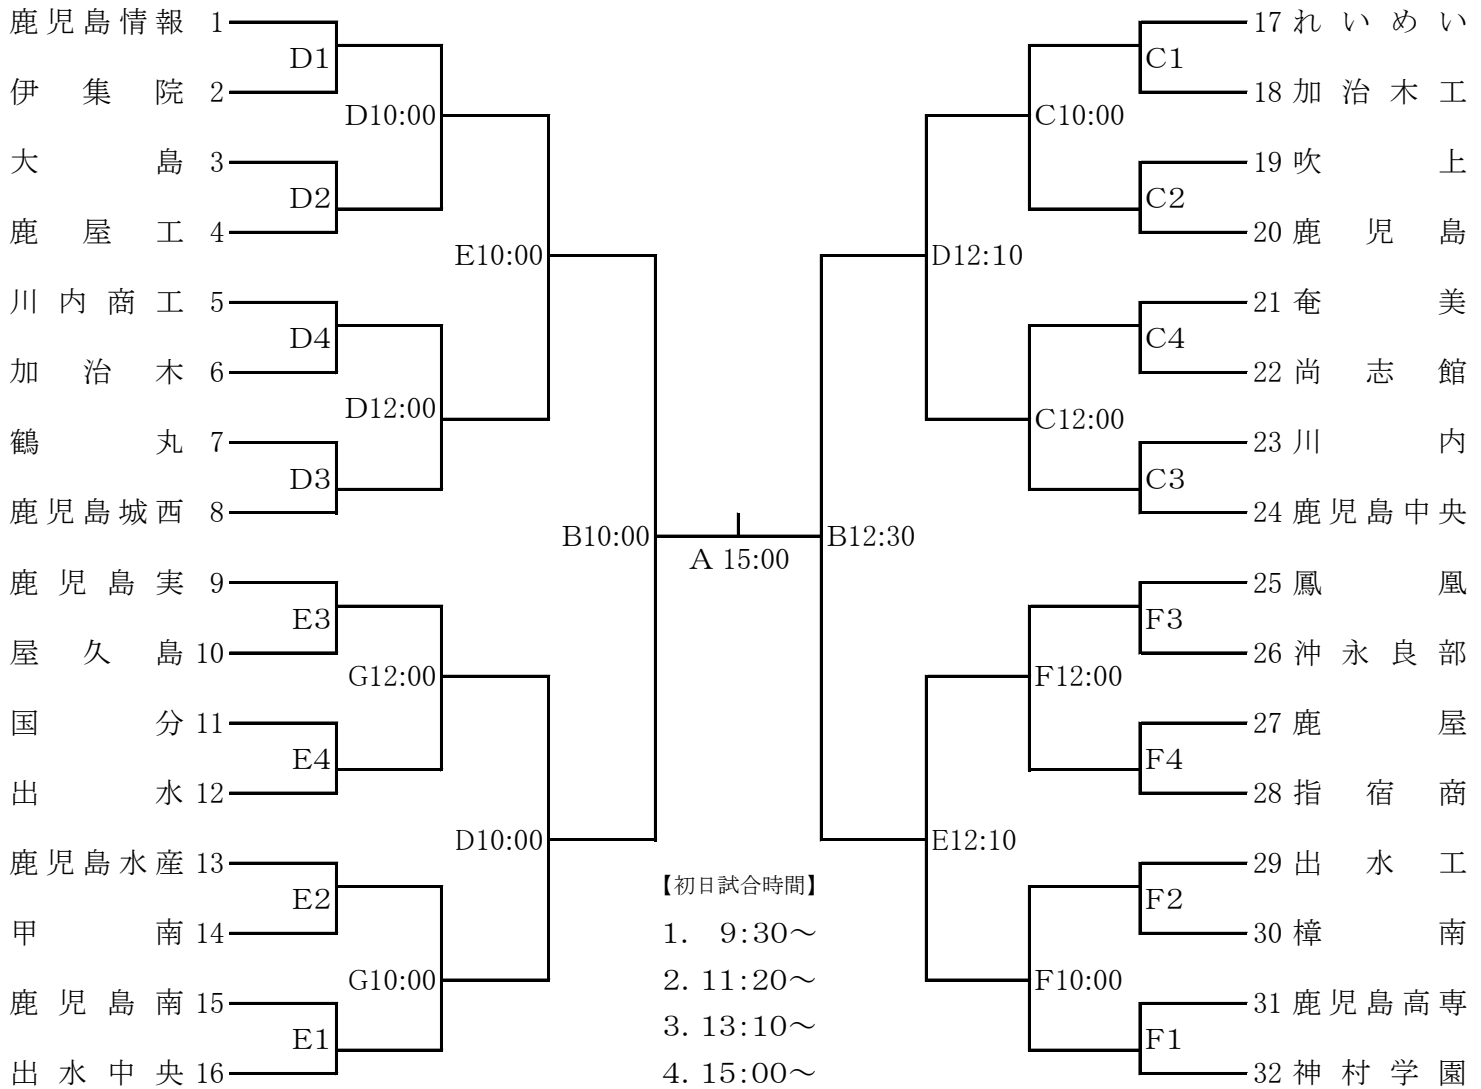 鹿児島情報 1
D1
伊集院 2
D10:00
大島 3
D2
鹿屋工 4
E10:00
川内商工 5
D4
加治木 6
D12:00
鶴丸 7
D3
鹿児島城西 8
B10:00
鹿児島実 9
E3
屋久島 10
G12:00
国分 11
E4
出水 12
D10:00
鹿児島水産 13
E2
甲南 14
G10:00
鹿児島南 15
E1
出水中央 16
A 15:00
【初日試合時間】
1. 9:30～
2. 11:20～
3. 13:10～
4. 15:00～
17 れいめい
C1
18 加治木工
C10:00
19 吹上
C2
20 鹿児島
D12:10
21 奄美
C4
22 尚志館
C12:00
23 川内
C3
24 鹿児島中央
B12:30
25 鳳凰
F3
26 沖永良部
F12:00
27 鹿屋
F4
28 指宿商
E12:10
29 出水工
F2
30 樟南
F10:00
31 鹿児島高専
F1
32 神村学園